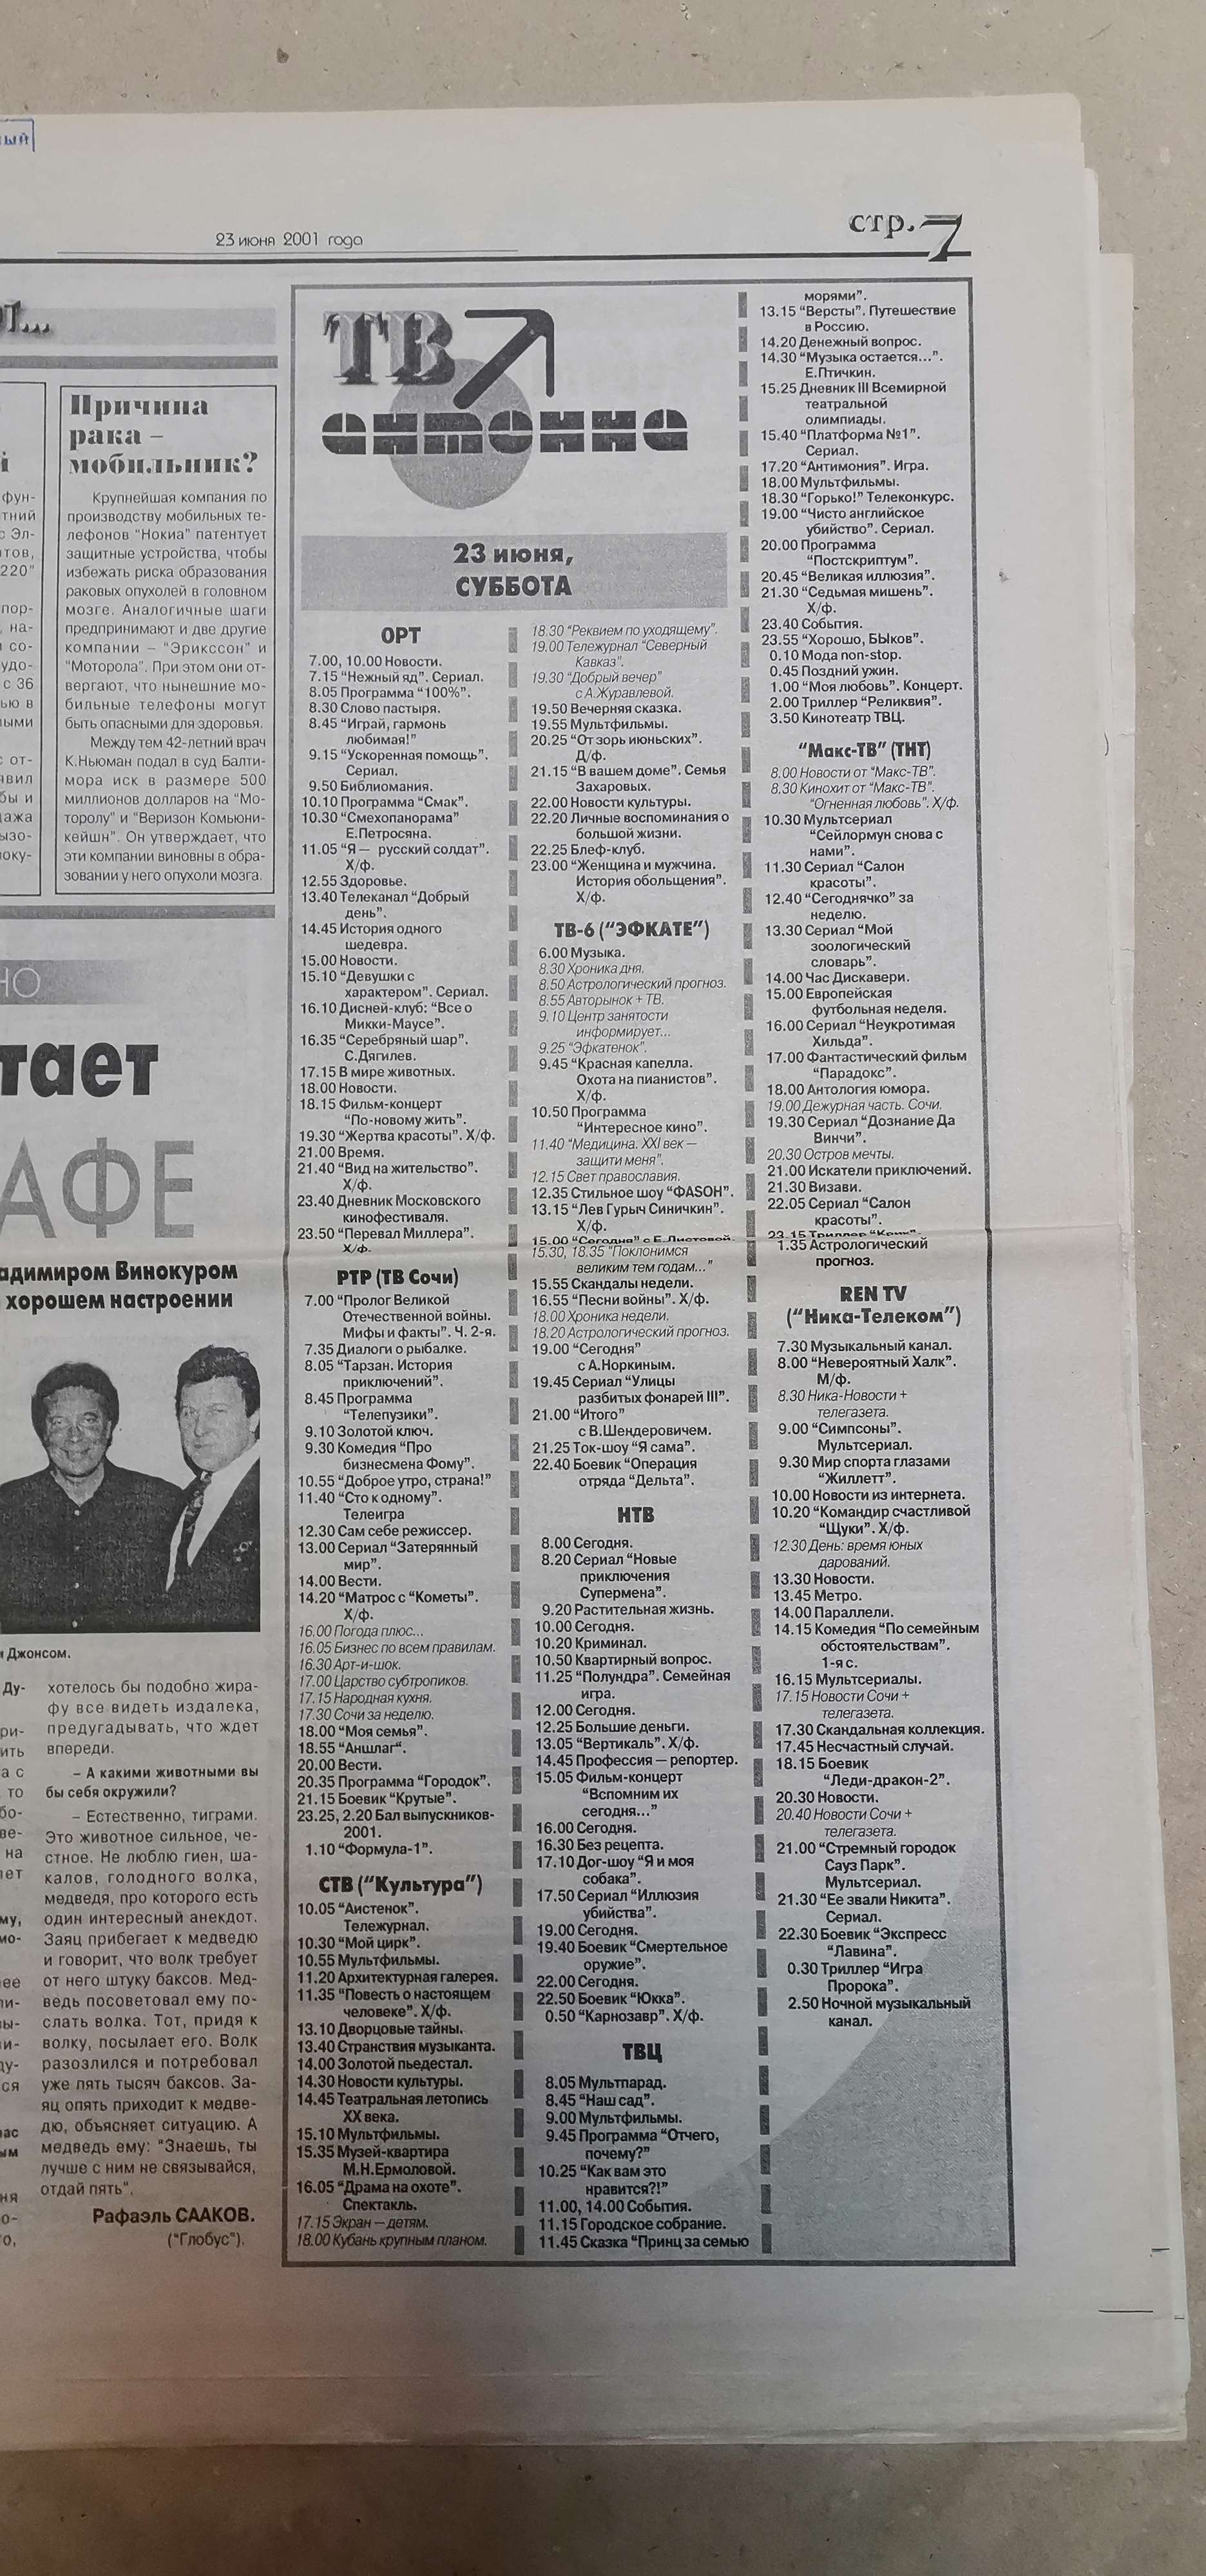 ный
23 июня 2001 года
стр. 7
Причина
рака –
мобильник?
Крупнейшая компания по
производству мобильных те-
лефонов "Нокиа" патентует
защитные устройства, чтобы
избежать риска образования
раковых опухолей в головном
мозге. Аналогичные шаги
предпринимают и две другие
компании – "Эрикссон" и
"Моторола". При этом они от-
вергают, что нынешние мо-
бильные телефоны могут
быть опасными для здоровья.
Между тем 42-летний врач
К.Ньюман подал в суд Балти-
мора иск в размере 500
миллионов долларов на "Мо-
торолу" и "Веризон Комьюни-
кейшн". Он утверждает, что
эти компании виновны в обра-
зовании у него опухоли мозга.
тает
АФЕ
адимиром Винокуром
хорошем настроении
Джонсом.
хотелось бы подобно жира-
фу все видеть издалека,
предугадывать, что ждет
впереди.
– А какими животными вы
бы себя окружили?
– Естественно, тиграми.
Это животное сильное, че-
стное. Не люблю гиен, ша-
калов, голодного волка,
медведя, про которого есть
один интересный анекдот.
Заяц прибегает к медведю
и говорит, что волк требует
от него штуку баксов. Мед-
ведь посоветовал ему по-
слать волка. Тот, придя к
волку, посылает его. Волк
разозлился и потребовал
уже пять тысяч баксов. За-
яц опять приходит к медве-
дю, объясняет ситуацию. А
медведь ему: "Знаешь, ты
лучше с ним не связывайся,
отдай пять".
Рафаэль СААКОВ.
("Глобус").
ТВ
антенна
23 июня,
СУББОТА
ОРТ
7.00, 10.00 Новости.
7.15 "Нежный яд". Сериал.
8.05 Программа "100%".
8.30 Слово пастыря.
8.45 "Играй, гармонь
любимая!"
9.15 "Ускоренная помощь".
Сериал.
9.50 Библиомания.
10.10 Программа "Смак".
10.30 "Смехопанорама"
Е.Петросяна.
11.05 "Я — русский солдат".
Х/ф.
12.55 Здоровье.
13.40 Телеканал "Добрый
день".
14.45 История одного
шедевра.
15.00 Новости.
15.10 "Девушки с
характером". Сериал.
16.10 Дисней-клуб: "Все о
Микки-Маусе".
16.35 "Серебряный шар".
С.Дягилев.
17.15 В мире животных.
18.00 Новости.
18.15 Фильм-концерт
"По-новому жить".
19.30 "Жертва красоты". Х/ф.
21.00 Время.
21.40 "Вид на жительство".
Х/ф.
23.40 Дневник Московского
кинофестиваля.
23.50 "Перевал Миллера".
Х/ф.
РТР (ТВ Сочи)
7.00 "Пролог Великой
Отечественной войны.
Мифы и факты". Ч. 2-я.
7.35 Диалоги о рыбалке.
8.05 "Тарзан. История
приключений".
8.45 Программа
"Телепузики".
9.10 Золотой ключ.
9.30 Комедия "Про
бизнесмена Фому".
10.55 "Доброе утро, страна!"
11.40 "Сто к одному".
Телеигра
12.30 Сам себе режиссер.
13.00 Сериал "Затерянный
мир".
14.00 Вести.
14.20 "Матрос с "Кометы".
Х/ф.
16.00 Погода плюс...
16.05 Бизнес по всем правилам.
16.30 Арт-и-шок.
17.00 Царство субтропиков.
17.15 Народная кухня.
17.30 Сочи за неделю.
18.00 "Моя семья".
18.55 "Аншлаг".
20.00 Вести.
20.35 Программа "Городок".
21.15 Боевик "Крутые".
23.25, 2.20 Бал выпускников-
2001.
1.10 "Формула-1".
СТВ ("Культура")
10.05 "Аистенок".
Тележурнал.
10.30 "Мой цирк".
10.55 Мультфильмы.
11.20 Архитектурная галерея.
11.35 "Повесть о настоящем
человеке". Х/ф.
13.10 Дворцовые тайны.
13.40 Странствия музыканта.
14.00 Золотой пьедестал.
14.30 Новости культуры.
14.45 Театральная летопись
XX века.
15.10 Мультфильмы.
15.35 Музей-квартира
М.Н.Ермоловой.
16.05 "Драма на охоте".
Спектакль.
17.15 Экран — детям.
18.00 Кубань крупным планом.
18.30 "Реквием по уходящему".
19.00 Тележурнал "Северный
Кавказ".
19.30 "Добрый вечер"
с А.Журавлевой.
19.50 Вечерняя сказка.
19.55 Мультфильмы.
20.25 "От зорь июньских".
Д/ф.
21.15 "В вашем доме". Семья
Захаровых.
22.00 Новости культуры.
22.20 Личные воспоминания о
большой жизни.
22.25 Блеф-клуб.
23.00 "Женщина и мужчина.
История обольщения".
Х/ф.
ТВ-6 ("ЭФКАТЕ")
6.00 Музыка.
8.30 Хроника дня.
8.50 Астрологический прогноз.
8.55 Авторынок + ТВ.
9.10 Центр занятости
информирует...
9.25 "Эфкатенок".
9.45 "Красная капелла.
Охота на пианистов".
Х/ф.
10.50 Программа
"Интересное кино".
11.40 "Медицина. XXI век —
защити меня".
12.15 Свет православия.
12.35 Стильное шоу "ФАSОН".
13.15 "Лев Гурыч Синичкин".
Х/ф.
15.00 "Сегодня" с Е.Листовой.
15.30, 18.35 "Поклонимся
великим тем годам..."
15.55 Скандалы недели.
16.55 "Песни войны". Х/ф.
18.00 Хроника недели.
18.20 Астрологический прогноз.
19.00 "Сегодня"
с А.Норкиным.
19.45 Сериал "Улицы
разбитых фонарей III".
21.00 "Итого"
с В.Шендеровичем.
21.25 Ток-шоу "Я сама".
22.40 Боевик "Операция
отряда "Дельта".
НТВ
8.00 Сегодня.
8.20 Сериал "Новые
приключения
Супермена".
9.20 Растительная жизнь.
10.00 Сегодня.
10.20 Криминал.
10.50 Квартирный вопрос.
11.25 "Полундра". Семейная
игра.
12.00 Сегодня.
12.25 Большие деньги.
13.05 "Вертикаль". Х/ф.
14.45 Профессия — репортер.
15.05 Фильм-концерт
"Вспомним их
сегодня..."
16.00 Сегодня.
16.30 Без рецепта.
17.10 Дог-шоу "Я и моя
собака".
17.50 Сериал "Иллюзия
убийства".
19.00 Сегодня.
19.40 Боевик "Смертельное
оружие".
22.00 Сегодня.
22.50 Боевик "Юкка".
0.50 "Карнозавр". Х/ф.
ТВЦ
8.05 Мультпарад.
8.45 "Наш сад".
9.00 Мультфильмы.
9.45 Программа "Отчего,
почему?"
10.25 "Как вам это
нравится?!"
11.00, 14.00 События.
11.15 Городское собрание.
11.45 Сказка "Принц за семью
морями".
13.15 "Версты". Путешествие
в Россию.
14.20 Денежный вопрос.
14.30 "Музыка остается...".
Е.Птичкин.
15.25 Дневник III Всемирной
театральной
олимпиады.
15.40 "Платформа №1".
Сериал.
17.20 "Антимония". Игра.
18.00 Мультфильмы.
18.30 "Горько!" Телеконкурс.
19.00 "Чисто английское
убийство". Сериал.
20.00 Программа
"Постскриптум".
20.45 "Великая иллюзия".
21.30 "Седьмая мишень".
Х/ф.
23.40 События.
23.55 "Хорошо, БЫков".
0.10 Мода non-stop.
0.45 Поздний ужин.
1.00 "Моя любовь". Концерт.
2.00 Триллер "Реликвия".
3.50 Кинотеатр ТВЦ.
"Макс-ТВ" (ТНТ)
8.00 Новости от "Макс-ТВ".
8.30 Кинохит от "Макс-ТВ".
"Огненная любовь". Х/ф.
10.30 Мультсериал
"Сейлормун снова с
нами".
11.30 Сериал "Салон
красоты".
12.40 "Сегоднячко" за
неделю.
13.30 Сериал "Мой
зоологический
словарь".
14.00 Час Дискавери.
15.00 Европейская
футбольная неделя.
16.00 Сериал "Неукротимая
Хильда".
17.00 Фантастический фильм
"Парадокс".
18.00 Антология юмора.
19.00 Дежурная часть. Сочи.
19.30 Сериал "Дознание Да
Винчи".
20.30 Остров мечты.
21.00 Искатели приключений.
21.30 Визави.
22.05 Сериал "Салон
красоты".
23.15 Триллер "Крик".
1.35 Астрологический
прогноз.
REN TV
("Ника-Телеком")
7.30 Музыкальный канал.
8.00 "Невероятный Халк".
М/ф.
8.30 Ника-Новости +
телегазета.
9.00 "Симпсоны".
Мультсериал.
9.30 Мир спорта глазами
"Жиллетт".
10.00 Новости из интернета.
10.20 "Командир счастливой
"Щуки". Х/ф.
12.30 День: время юных
дарований.
13.30 Новости.
13.45 Метро.
14.00 Параллели.
14.15 Комедия "По семейным
обстоятельствам".
1-я с.
16.15 Мультсериалы.
17.15 Новости Сочи +
телегазета.
17.30 Скандальная коллекция.
17.45 Несчастный случай.
18.15 Боевик
"Леди-дракон-2".
20.30 Новости.
20.40 Новости Сочи +
телегазета.
21.00 "Стремный городок
Сауз Парк".
Мультсериал.
21.30 "Ее звали Никита".
Сериал.
22.30 Боевик "Экспресс
"Лавина".
0.30 Триллер "Игра
Пророка".
2.50 Ночной музыкальный
канал.